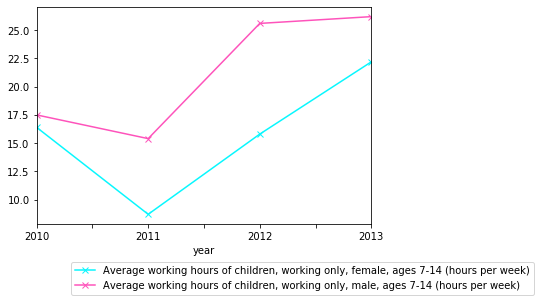 25.0
22.5
20.0
17.5
15.0
12.5
10.0
2010 2011 2012 2013
year
Average working hours of children, working only, female, ages 7-14 (hours per week)
Average working hours of children, working only, male, ages 7-14 (hours per week)